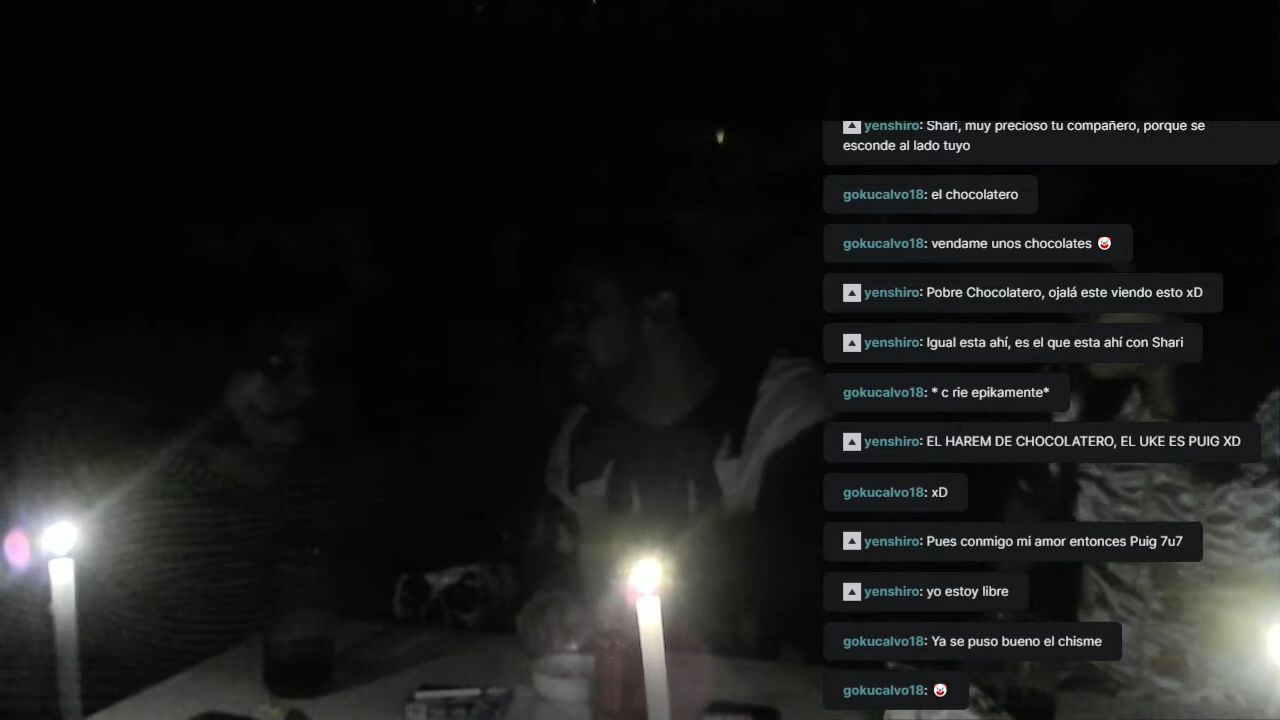 yenshiro: Shari, muy precioso tu compañero, porque se
esconde al lado tuyo
gokucalvo18: el chocolatero
gokucalvo18: vendame unos chocolates 🤡
yenshiro: Pobre Chocolatero, ojalá este viendo esto xD
yenshiro: Igual esta ahí, es el que esta ahí con Shari
gokucalvo18: * c rie epikamente*
yenshiro: EL HAREM DE CHOCOLATERO, EL UKE ES PUIG XD
gokucalvo18: xD
yenshiro: Pues conmigo mi amor entonces Puig 7u7
yenshiro: yo estoy libre
gokucalvo18: Ya se puso bueno el chisme
gokucalvo18: 🤡